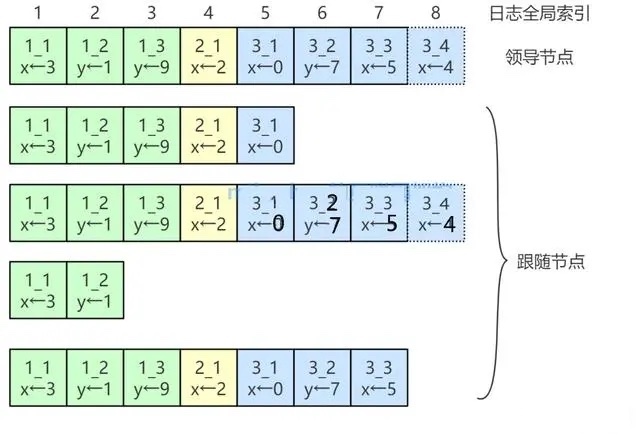 1 2 3 4 5 6 7 8 日志全局索引
1_1 1_2 1_3 2_1 3_1 3_2 3_3 3_4
x←3 y←1 y←9 x←2 x←0 y←7 x←5 x←4
领导节点
1_1 1_2 1_3 2_1 3_1
x←3 y←1 y←9 x←2 x←0
1_1 1_2 1_3 2_1 3_1 3_2 3_3 3_4
x←3 y←1 y←9 x←2 x←0 y←7 x←5 x←4
1_1 1_2
x←3 y←1
跟随节点
1_1 1_2 1_3 2_1 3_1 3_2 3_3
x←3 y←1 y←9 x←2 x←0 y←7 x←5